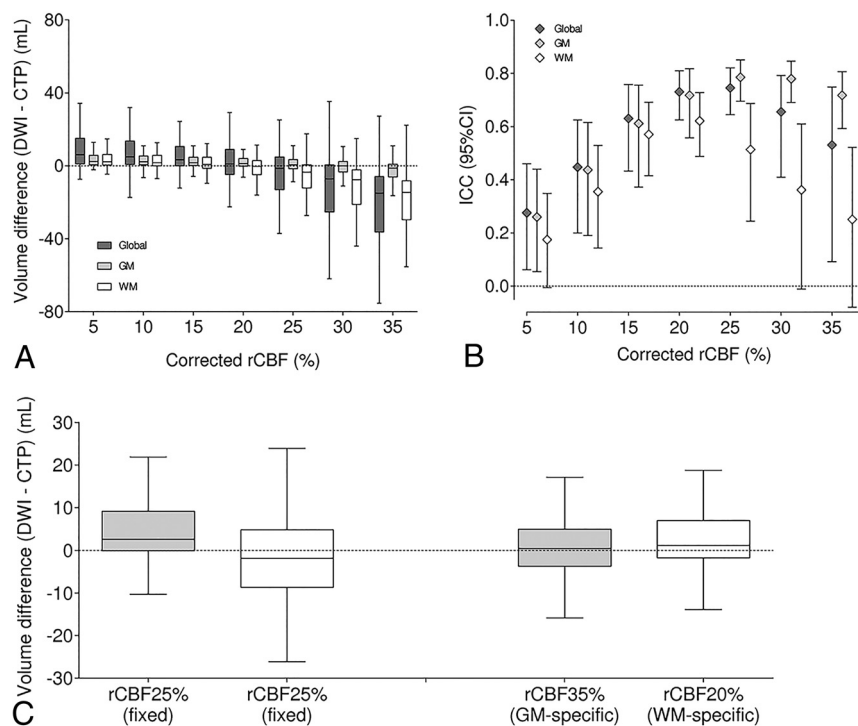 80
40
0
-40
-80
Volume difference (DWI - CTP) (mL)
Global
GM
WM
5 10 15 20 25 30 35
Corrected rCBF (%)
A
1.0
0.8
0.6
0.4
0.2
0.0
ICC (95%CI)
Global
GM
WM
5 10 15 20 25 30 35
Corrected rCBF (%)
B
30
20
10
0
-10
-20
-30
Volume difference (DWI - CTP) (mL)
rCBF25% rCBF25% rCBF35% rCBF20%
(fixed) (fixed) (GM-specific) (WM-specific)
C